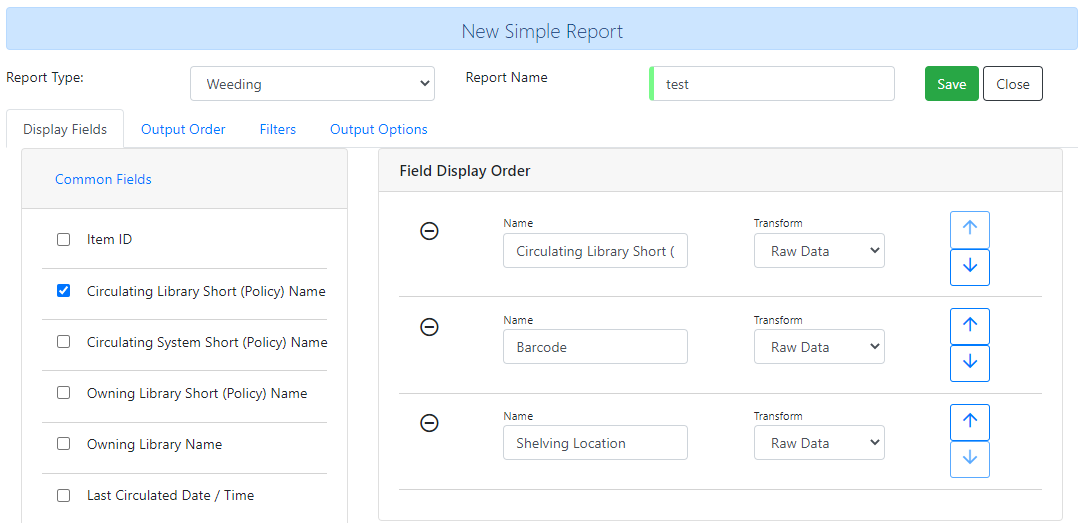 New Simple Report
Report Type:
Weeding
Report Name
test
Save
Close
Display Fields
Output Order
Filters
Output Options
Common Fields
Item ID
Circulating Library Short (Policy) Name
Circulating System Short (Policy) Name
Owning Library Short (Policy) Name
Owning Library Name
Last Circulated Date / Time
Field Display Order
Name
Transform
Circulating Library Short (
Raw Data
Name
Transform
Barcode
Raw Data
Name
Transform
Shelving Location
Raw Data